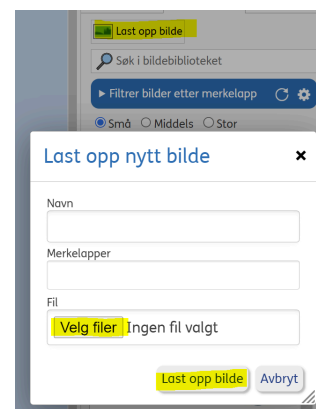 Last opp bilde
Søk i bildebiblioteket
Filtrer bilder etter merkelapp
Små Middels Stor
Last opp nytt bilde
Navn
Merkelapper
Fil
Velg filer Ingen fil valgt
Last opp bilde Avbryt